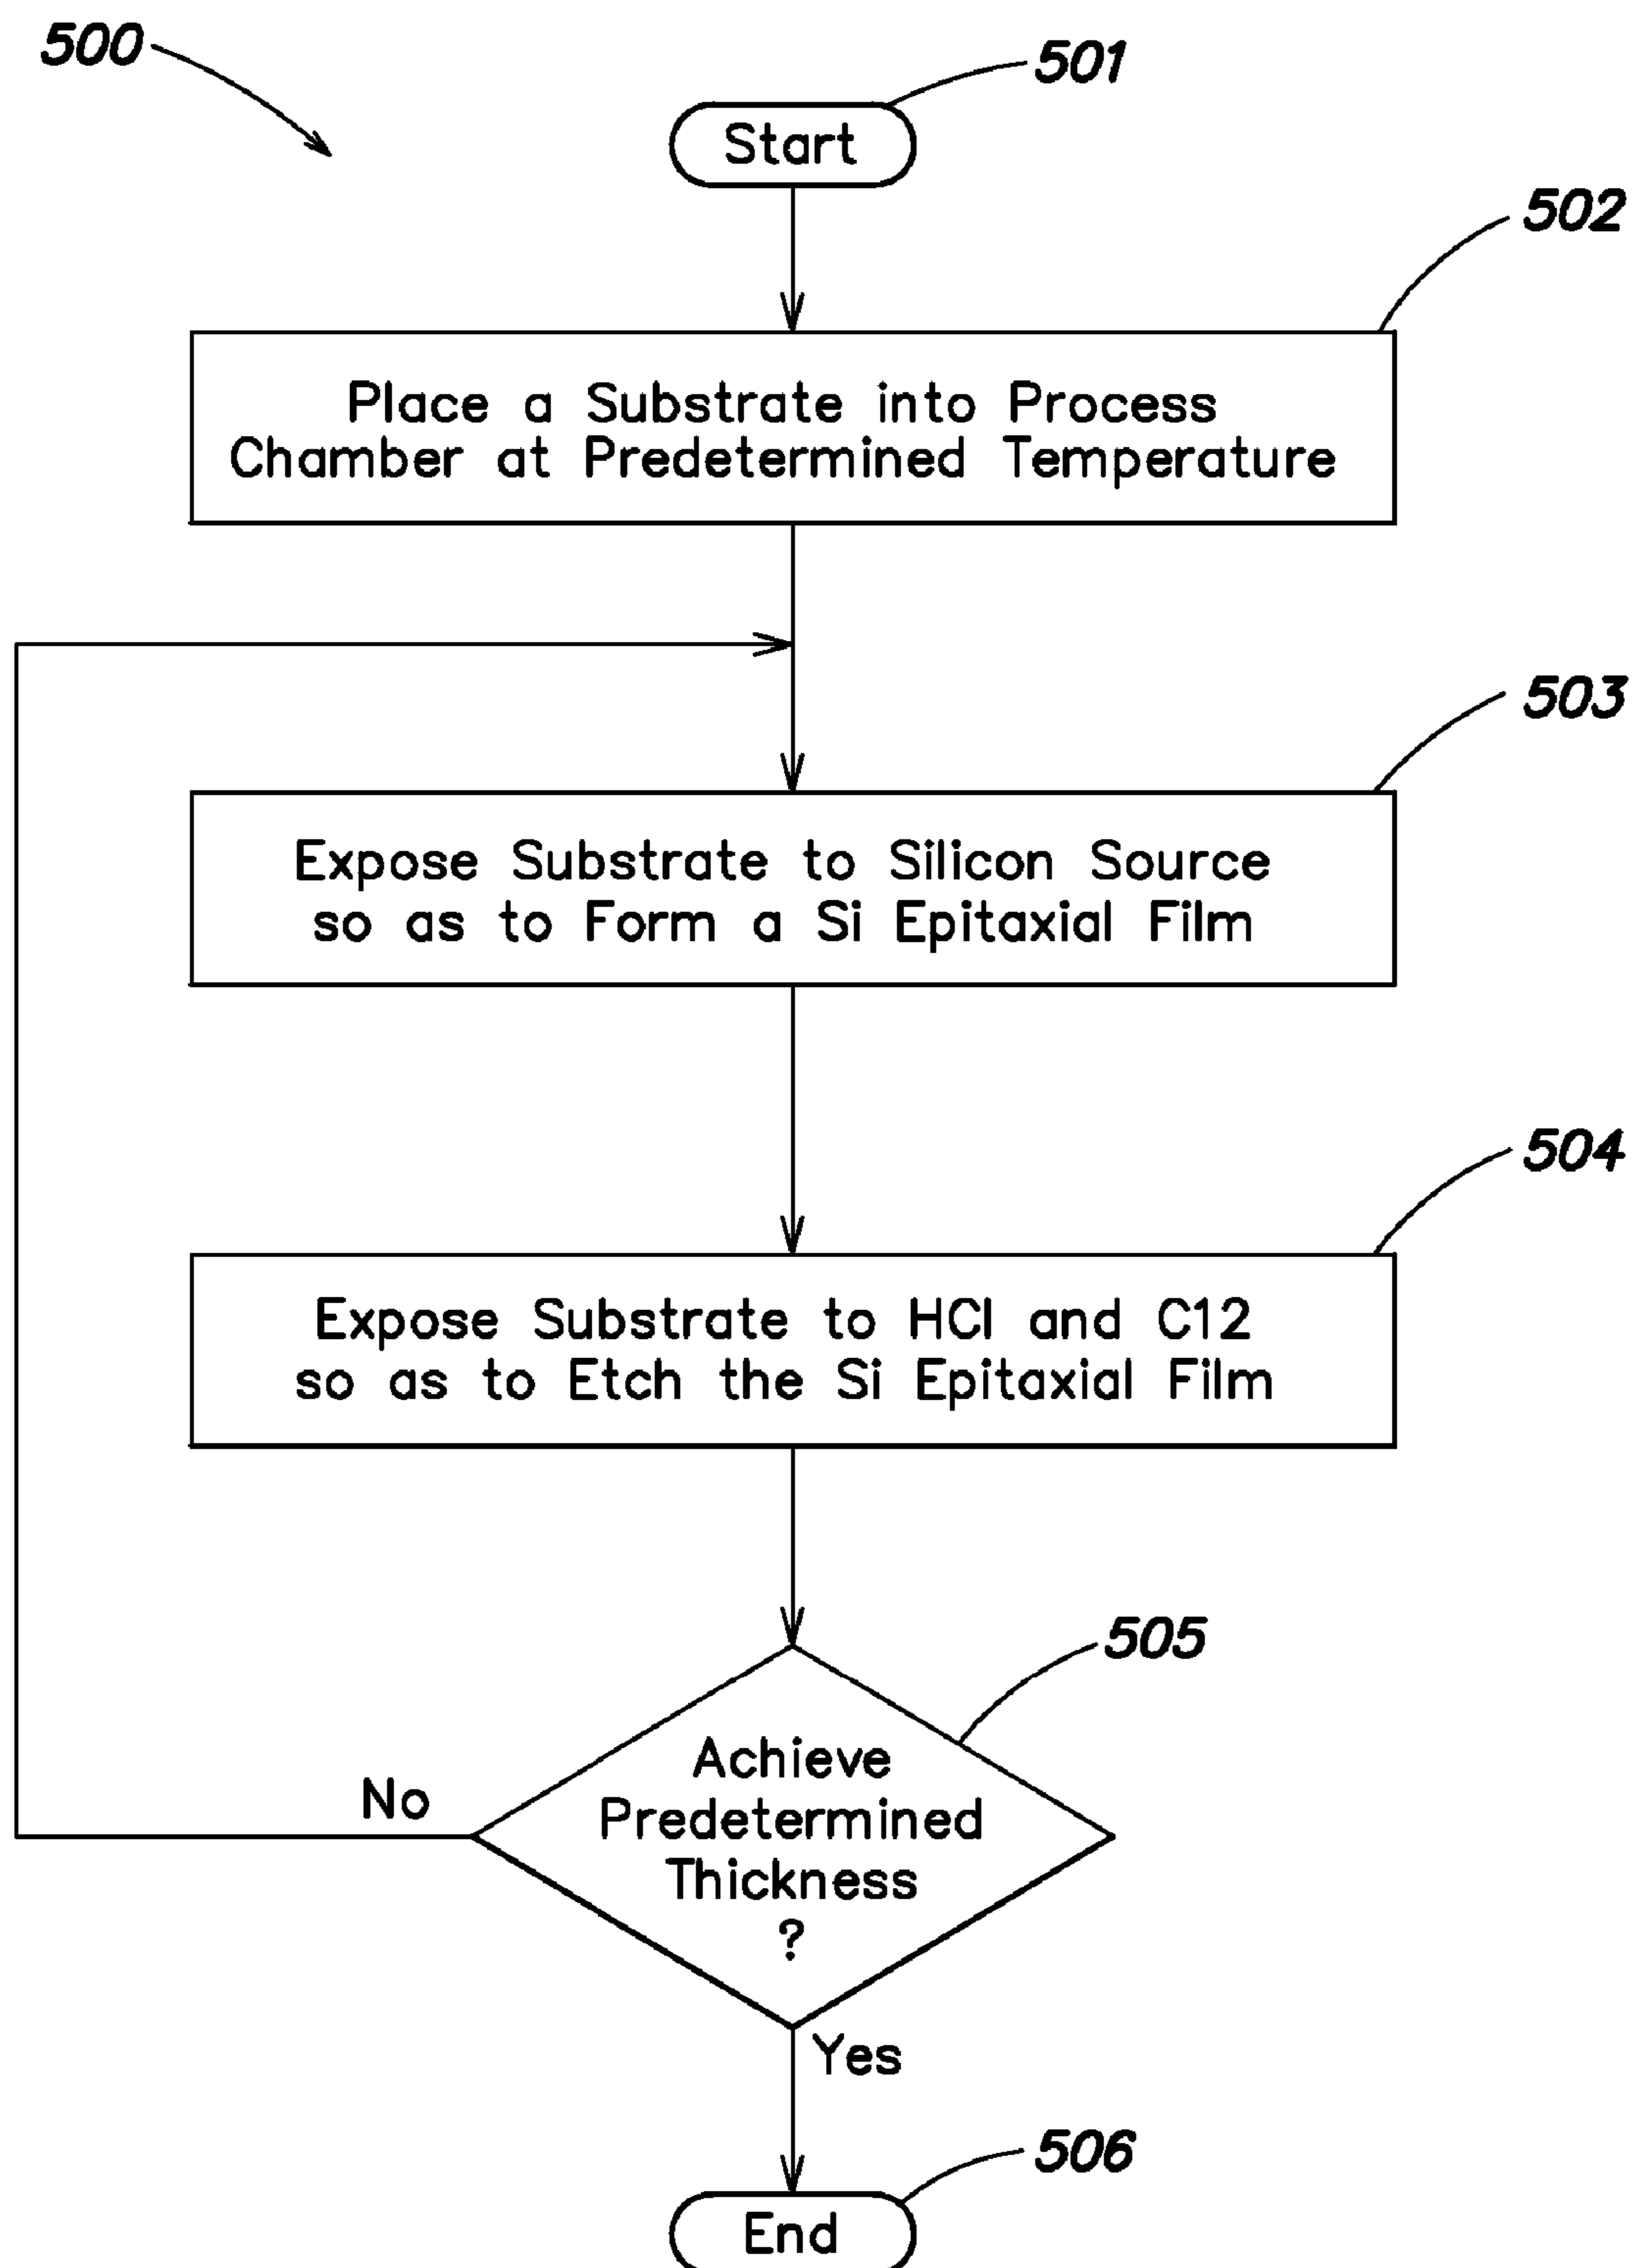 500
501
Start
502
Place a Substrate into Process
Chamber at Predetermined Temperature
503
Expose Substrate to Silicon Source
so as to Form a Si Epitaxial Film
504
Expose Substrate to HCl and C12
so as to Etch the Si Epitaxial Film
505
Achieve
Predetermined
Thickness
?
No
Yes
506
End